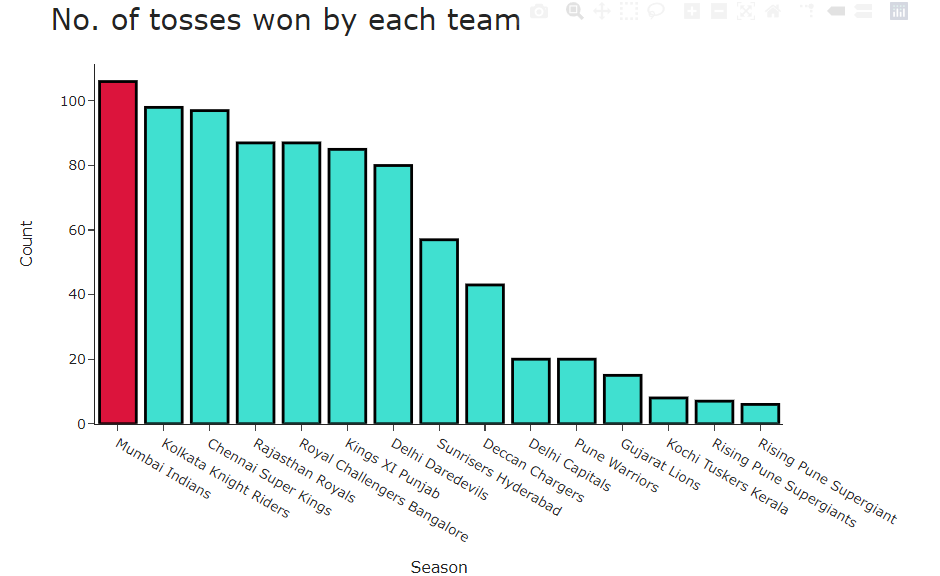 No. of tosses won by each team
100
80
60
40
20
0
Count
Mumbai Indians
Kolkata Knight Riders
Chennai Super Kings
Rajasthan Royals
Royal Challengers Bangalore
Kings XI Punjab
Delhi Daredevils
Sunrisers Hyderabad
Deccan Chargers
Delhi Capitals
Pune Warriors
Gujarat Lions
Kochi Tuskers Kerala
Rising Pune Supergiants
Rising Pune Supergiant
Season